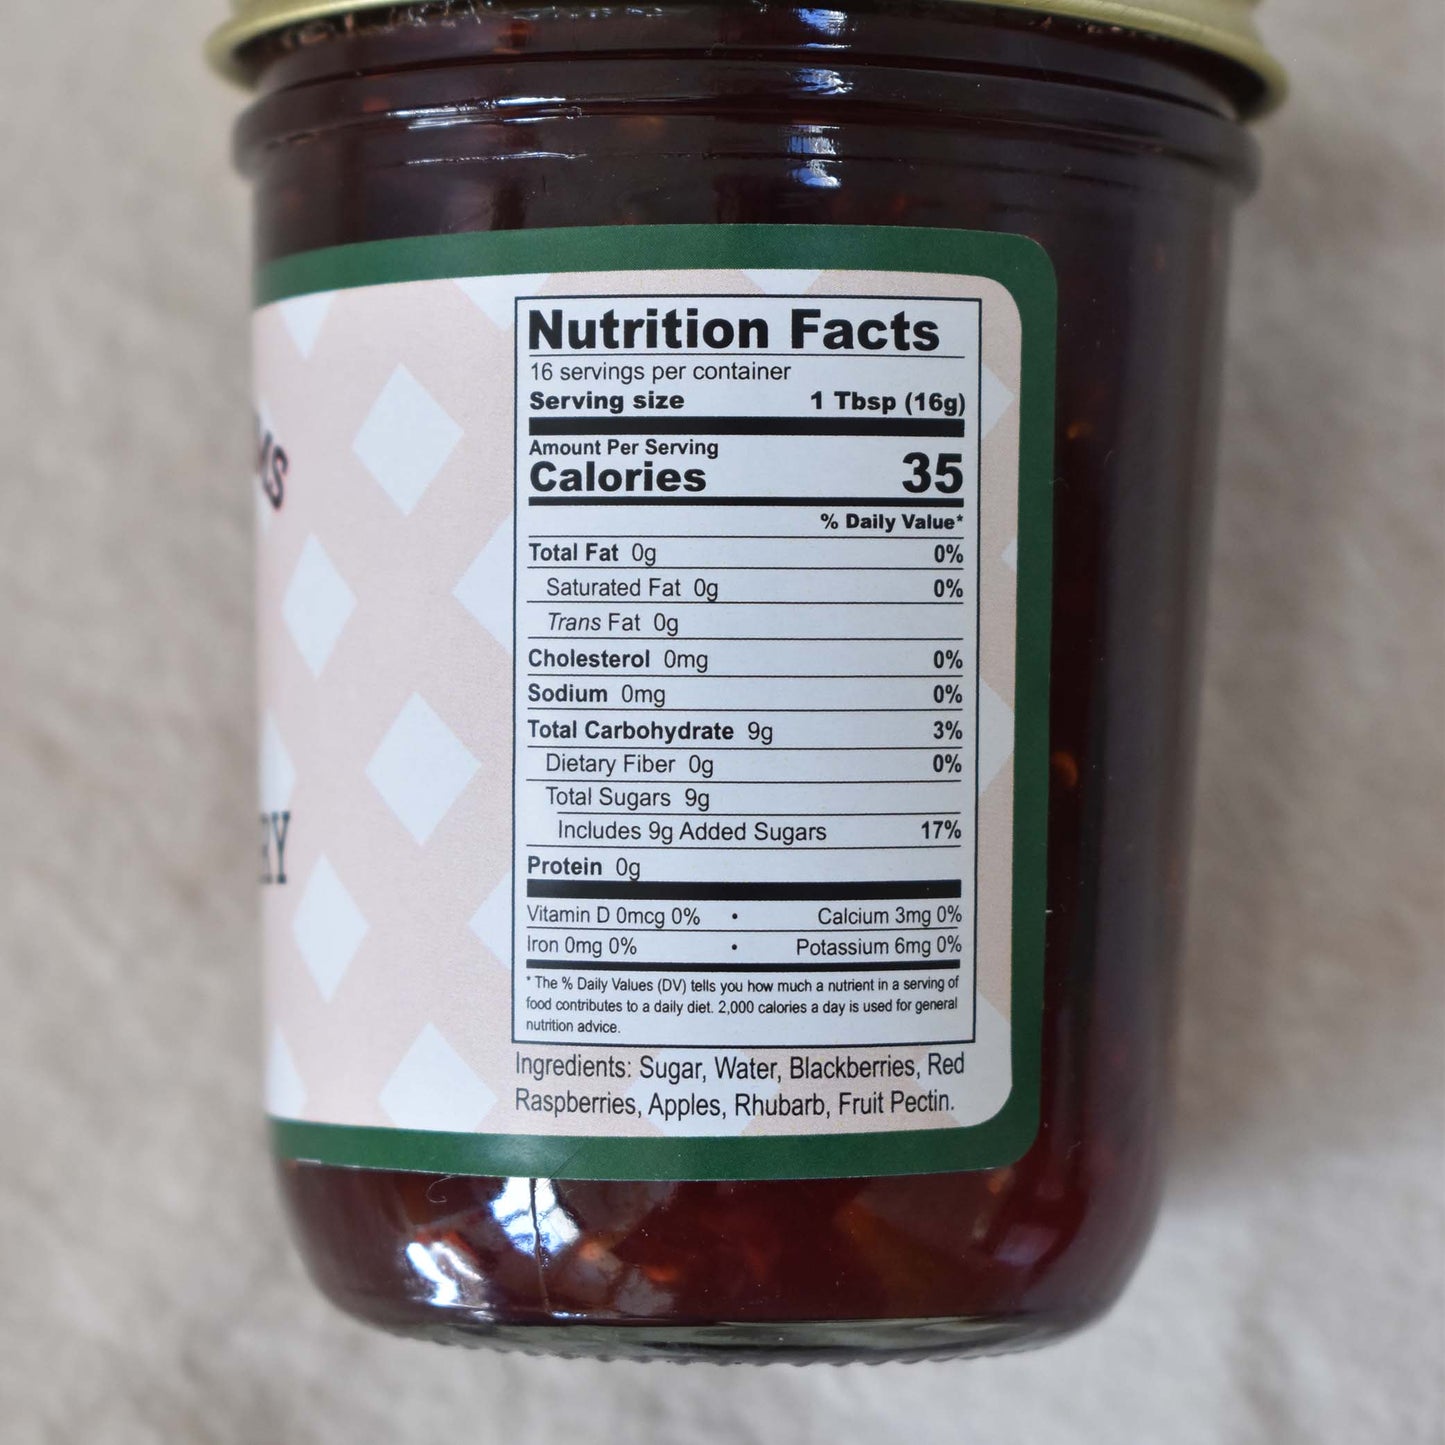 Nutrition Facts
16 servings per container
Serving size 1 Tbsp (16g)
Amount Per Serving
Calories 35
% Daily Value*
Total Fat 0g 0%
Saturated Fat 0g 0%
Trans Fat 0g
Cholesterol 0mg 0%
Sodium 0mg 0%
Total Carbohydrate 9g 3%
Dietary Fiber 0g 0%
Total Sugars 9g
Includes 9g Added Sugars 17%
Protein 0g
Vitamin D 0mcg 0% • Calcium 3mg 0%
Iron 0mg 0% • Potassium 6mg 0%
* The % Daily Values (DV) tells you how much a nutrient in a serving of
food contributes to a daily diet. 2,000 calories a day is used for general
nutrition advice.
Ingredients: Sugar, Water, Blackberries, Red
Raspberries, Apples, Rhubarb, Fruit Pectin.